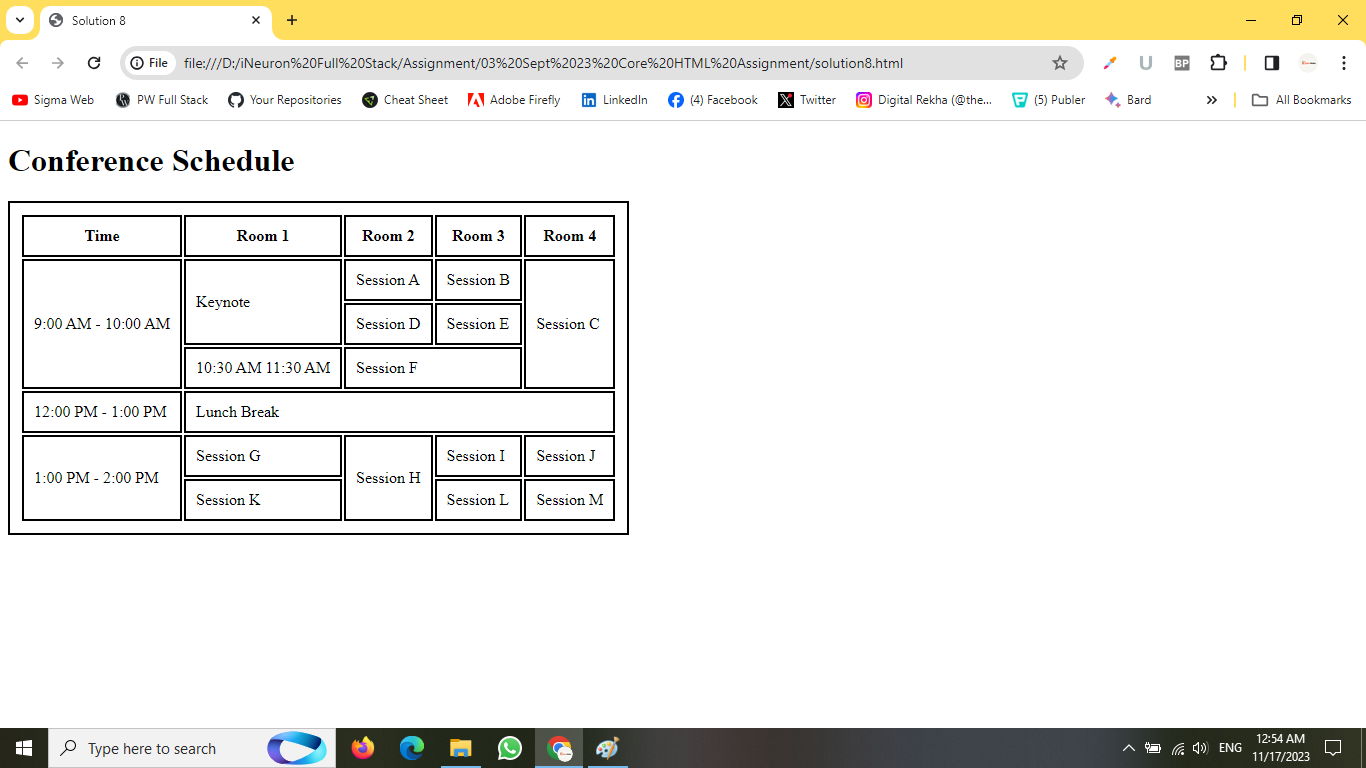 Solution 8
File file:///D:/iNeuron%20Full%20Stack/Assignment/03%20Sept%2023%20Core%20HTML%20Assignment/solution8.html
U BP
Sigma Web PW Full Stack Your Repositories Cheat Sheet Adobe Firefly LinkedIn (4) Facebook Twitter Digital Rekha (@the... (5) Publer Bard » All Bookmarks
Conference Schedule
Time Room 1 Room 2 Room 3 Room 4
9:00 AM - 10:00 AM Keynote Session A Session B Session C
Session D Session E
10:30 AM 11:30 AM Session F
12:00 PM - 1:00 PM Lunch Break
1:00 PM - 2:00 PM Session G Session H Session I Session J
Session K Session L Session M
Type here to search ENG 12:54 AM
11/17/2023